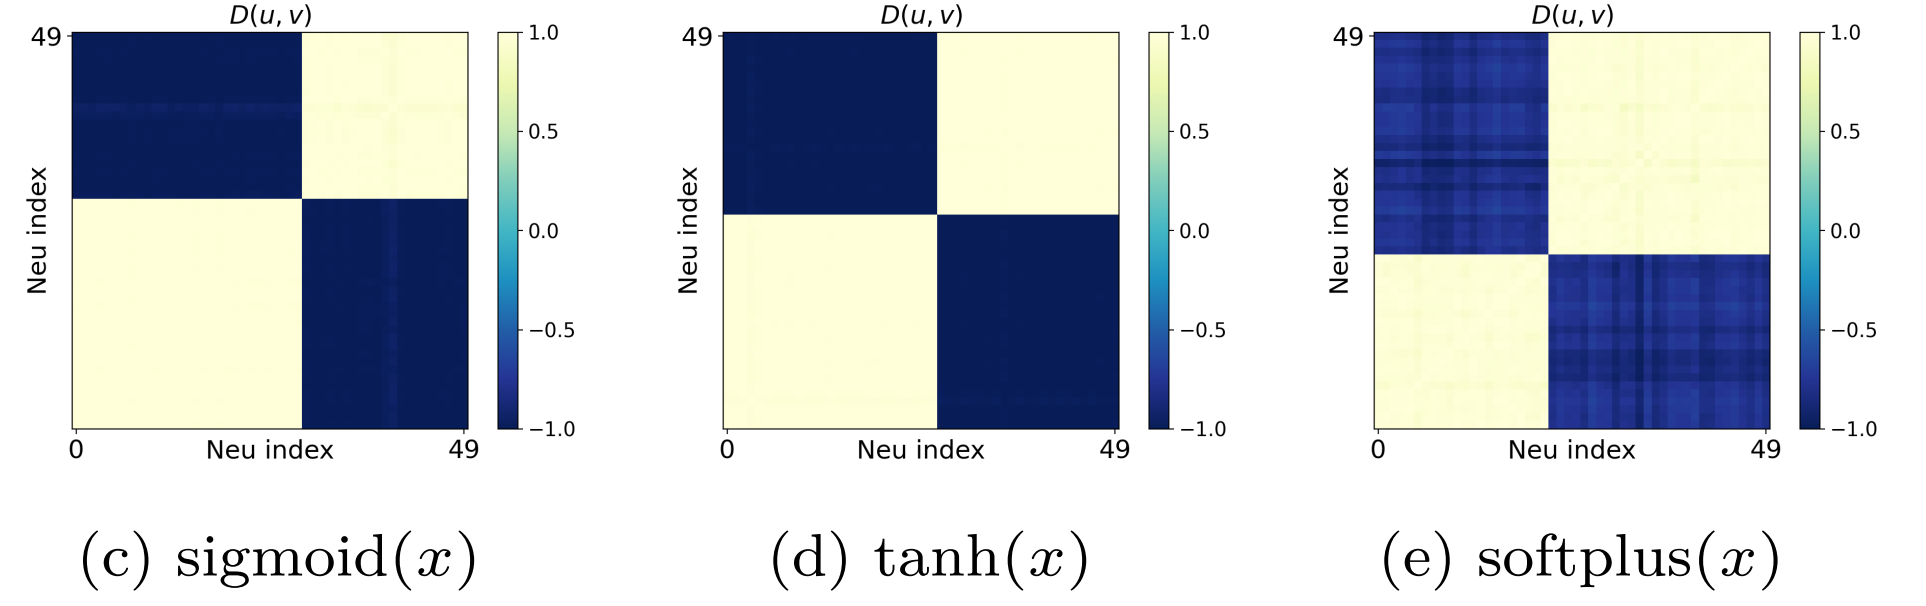 D(u, v)
49
1.0
0.5
0.0
−0.5
−1.0
Neu index
0
Neu index
49
(c) sigmoid(x)
D(u, v)
49
1.0
0.5
0.0
−0.5
−1.0
Neu index
0
Neu index
49
(d) tanh(x)
D(u, v)
49
1.0
0.5
0.0
−0.5
−1.0
Neu index
0
Neu index
49
(e) softplus(x)